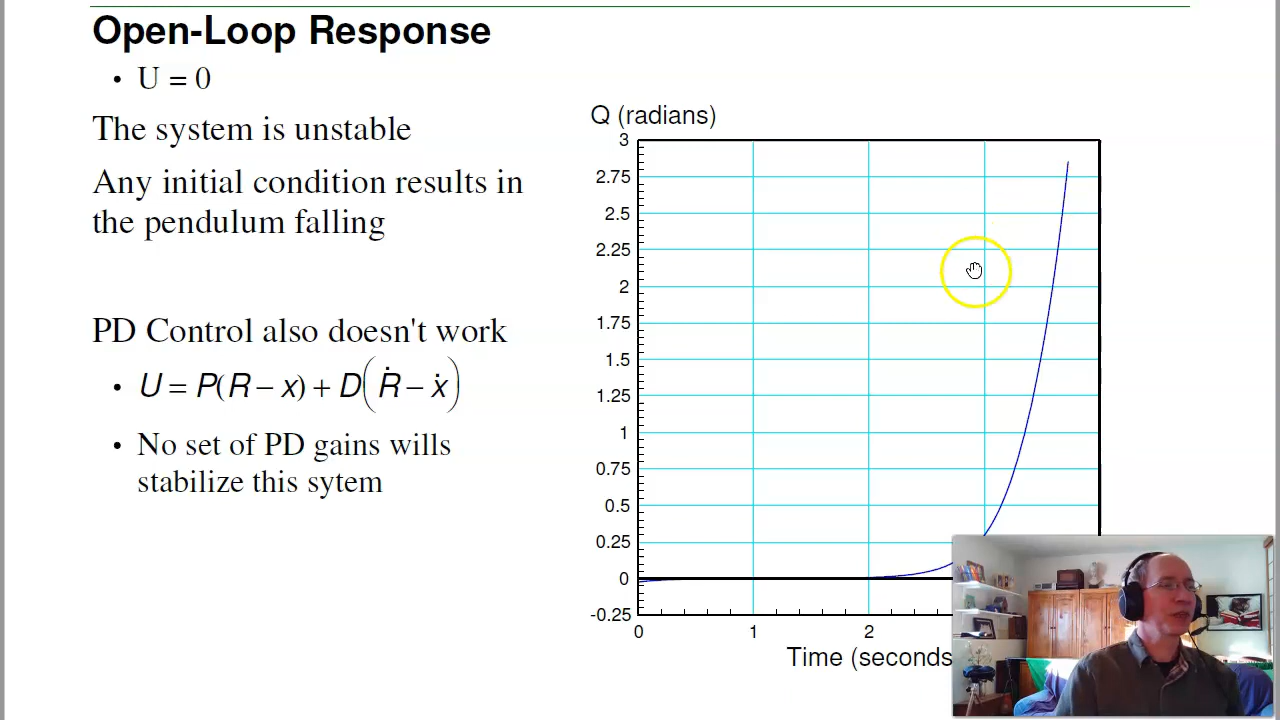 Open-Loop Response
• U = 0
The system is unstable
Any initial condition results in
the pendulum falling
PD Control also doesn't work
• U = P(R − x) + D(Ṙ − ẋ)
• No set of PD gains wills
stabilize this sytem
Q (radians)
3
2.75
2.5
2.25
2
1.75
1.5
1.25
1
0.75
0.5
0.25
0
-0.25
0 1 2
Time (seconds